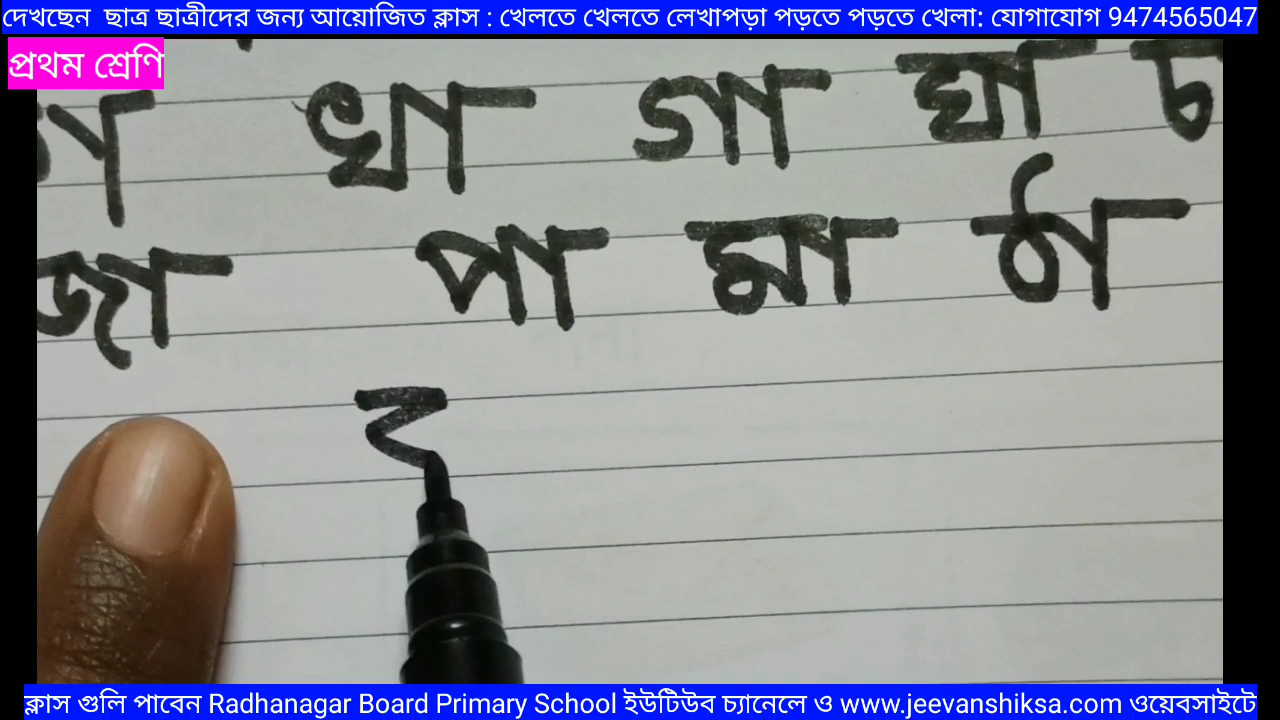 দেখছেন ছাত্র ছাত্রীদের জন্য আয়োজিত ক্লাস : খেলতে খেলতে লেখাপড়া পড়তে পড়তে খেলা: যোগাযোগ 9474565047
প্রথম শ্রেণি
খা গা ঘা
জা পা মা ঠা
ক্লাস গুলি পাবেন Radhanagar Board Primary School ইউটিউব চ্যানেলে ও www.jeevanshiksa.com ওয়েবসাইটে